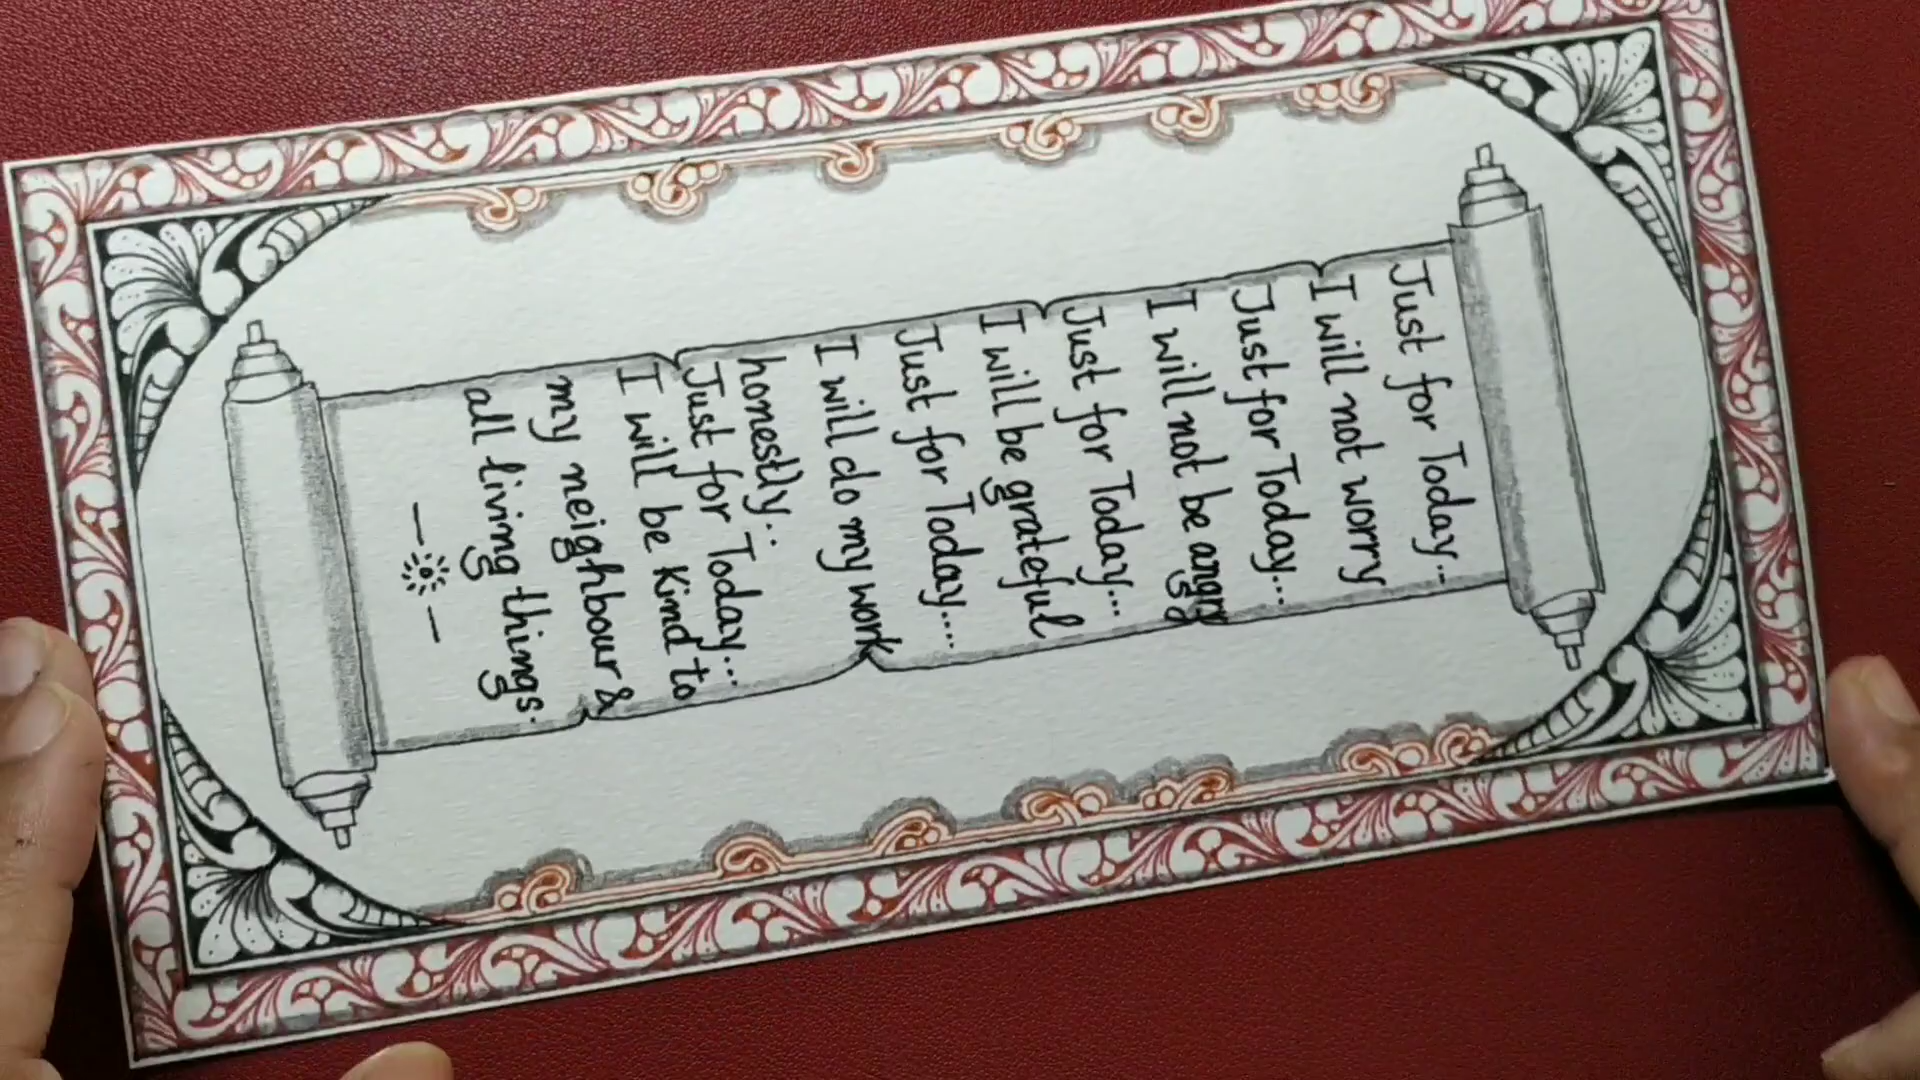 Just for Today...
I will not worry
Just for Today...
I will not be angry
Just for Today...
I will be grateful
Just for Today....
I will do my work
honestly..
Just for Today...
I will be kind to
my neighbour &
all living things.